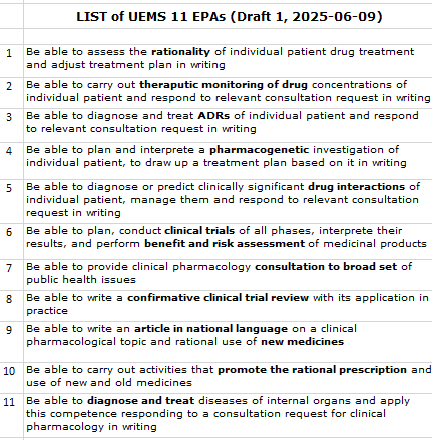 LIST of UEMS 11 EPAs (Draft 1, 2025-06-09)
1 Be able to assess the rationality of individual patient drug treatment
and adjust treatment plan in writing
2 Be able to carry out theraputic monitoring of drug concentrations of
individual patient and respond to relevant consultation request in writing
3 Be able to diagnose and treat ADRs of individual patient and respond
to relevant consultation request in writing
4 Be able to plan and interprete a pharmacogenetic investigation of
individual patient, to draw up a treatment plan based on it in writing
5 Be able to diagnose or predict clinically significant drug interactions of
individual patient, manage them and respond to relevant consultation
request in writing
6 Be able to plan, conduct clinical trials of all phases, interprete their
results, and perform benefit and risk assessment of medicinal products
7 Be able to provide clinical pharmacology consultation to broad set of
public health issues
8 Be able to write a confirmative clinical trial review with its application in
practice
9 Be able to write an article in national language on a clinical
pharmacological topic and rational use of new medicines
10 Be able to carry out activities that promote the rational prescription and
use of new and old medicines
11 Be able to diagnose and treat diseases of internal organs and apply
this competence responding to a consultation request for clinical
pharmacology in writing